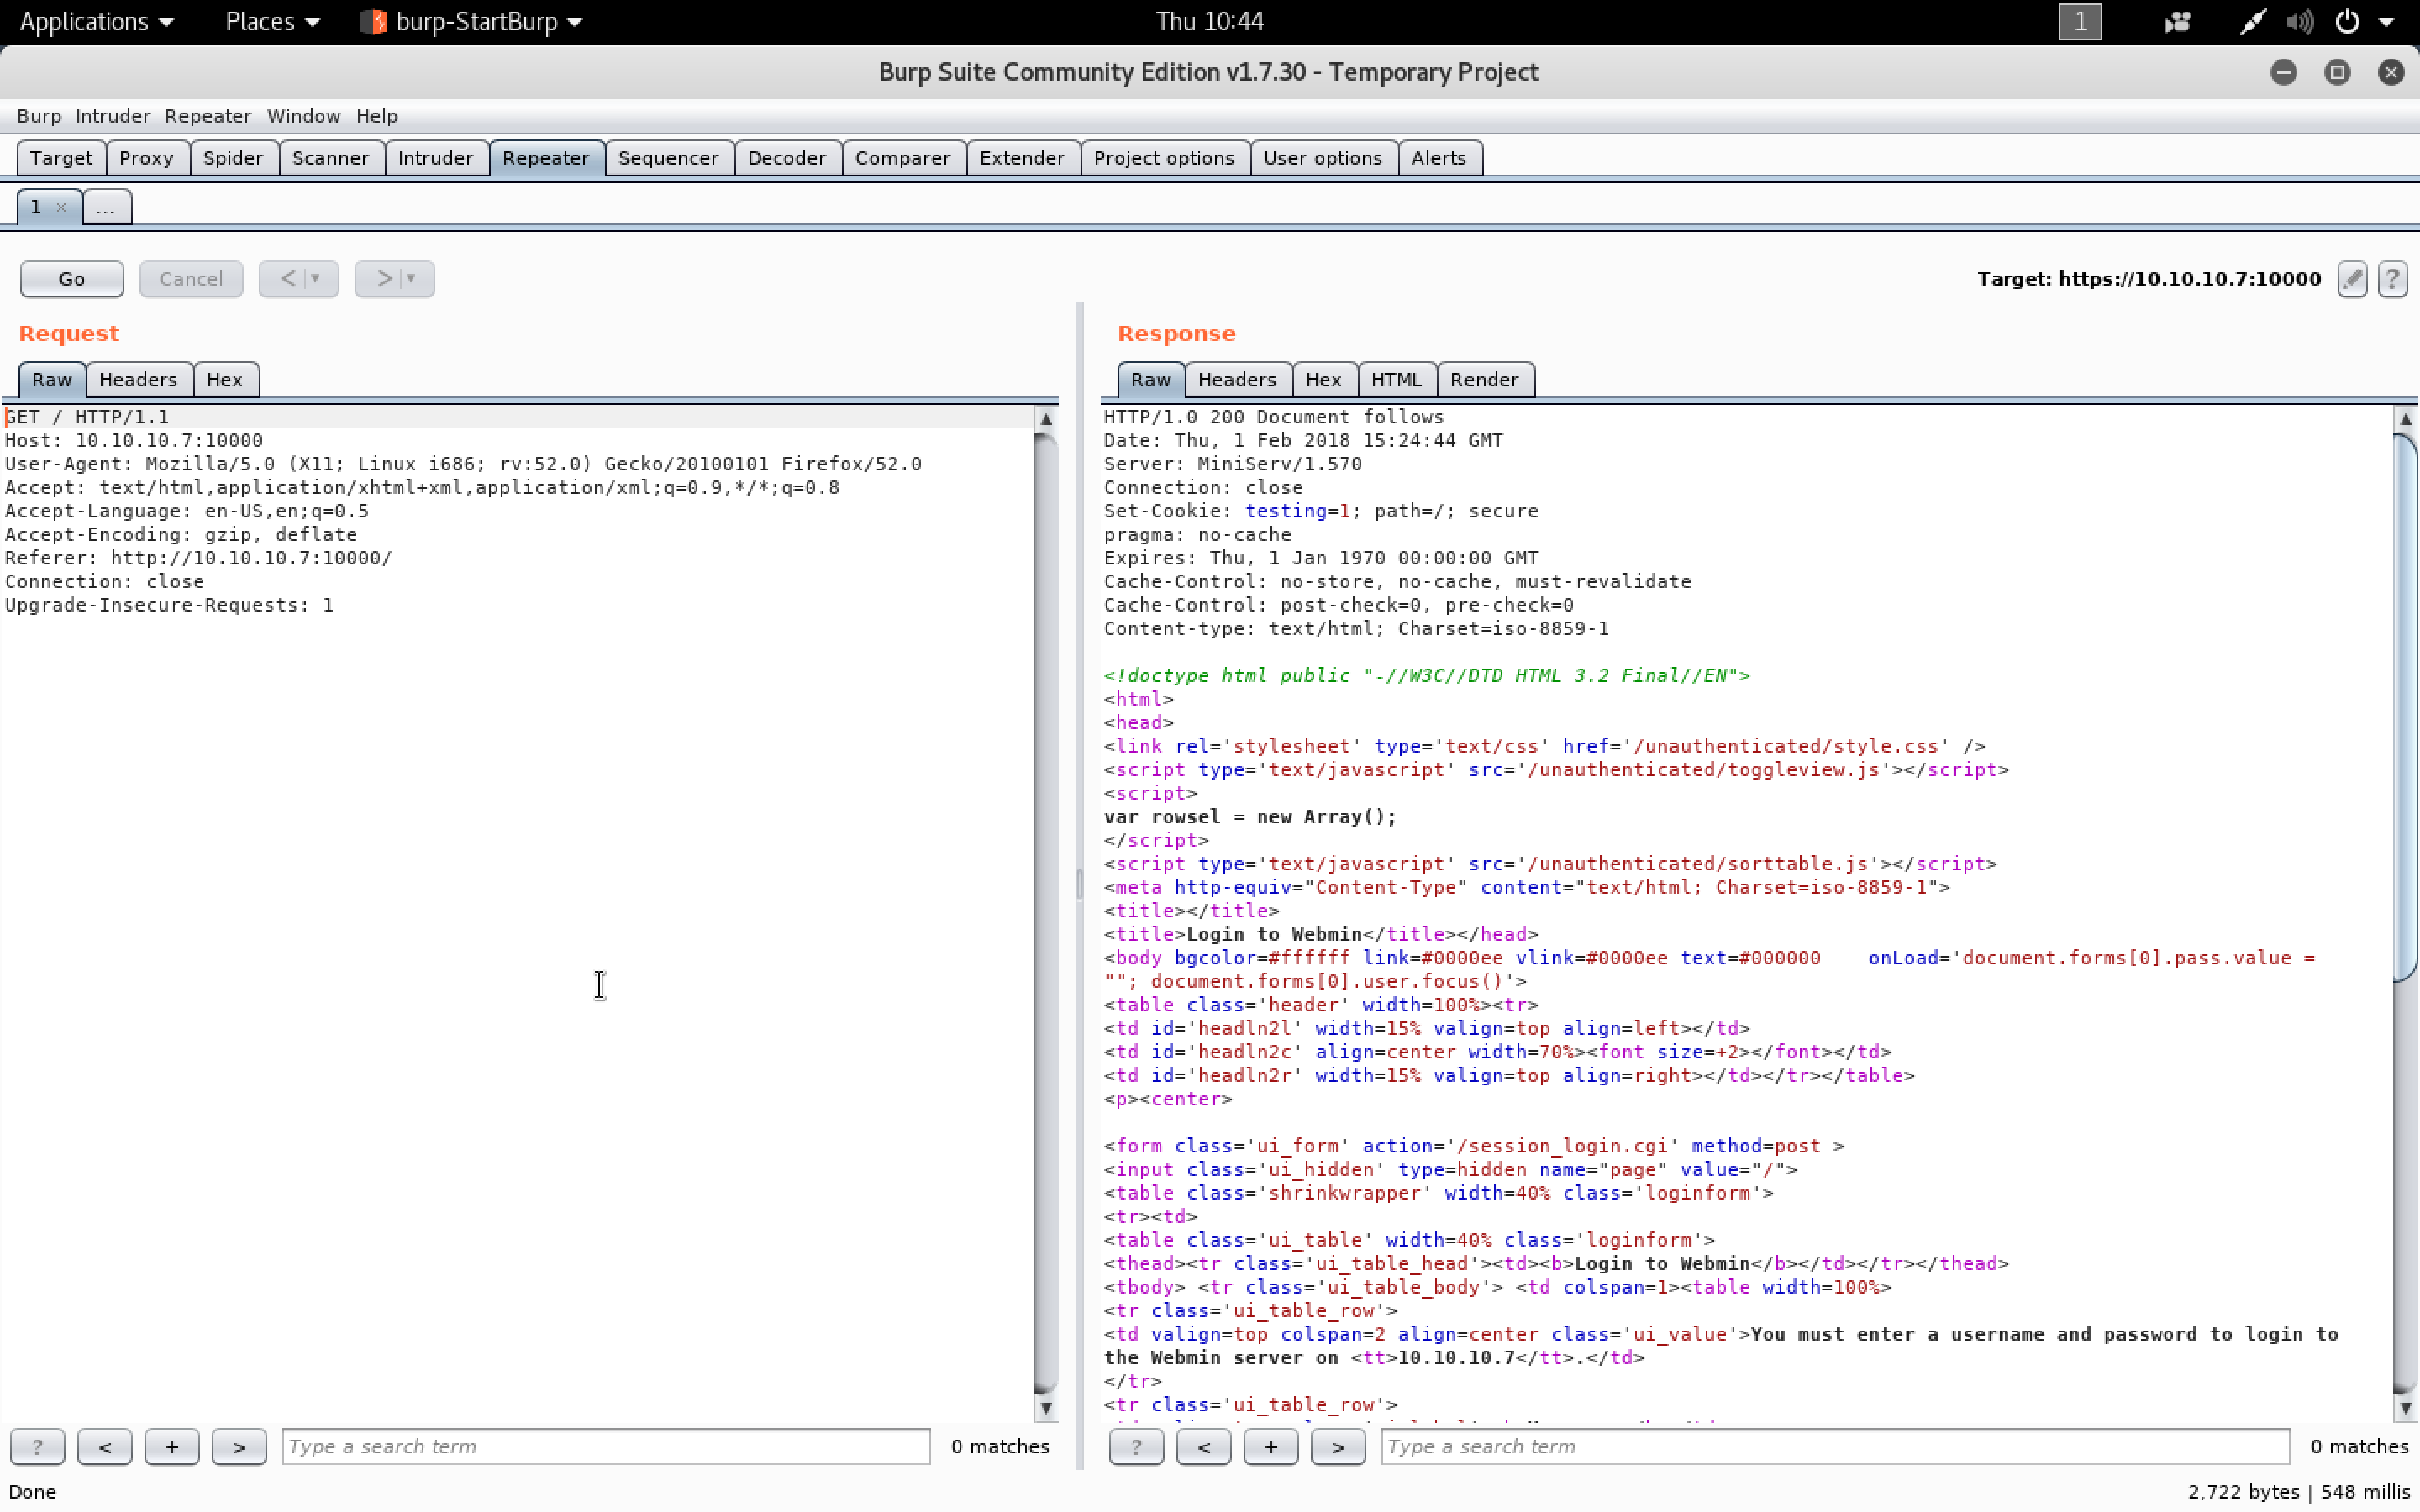 Applications Places burp-StartBurp Thu 10:44 1
Burp Suite Community Edition v1.7.30 - Temporary Project
Burp Intruder Repeater Window Help
Target Proxy Spider Scanner Intruder Repeater Sequencer Decoder Comparer Extender Project options User options Alerts
1 × ...
Go Cancel < > Target: https://10.10.10.7:10000 ?
Request
Raw Headers Hex
GET / HTTP/1.1
Host: 10.10.10.7:10000
User-Agent: Mozilla/5.0 (X11; Linux i686; rv:52.0) Gecko/20100101 Firefox/52.0
Accept: text/html,application/xhtml+xml,application/xml;q=0.9,*/*;q=0.8
Accept-Language: en-US,en;q=0.5
Accept-Encoding: gzip, deflate
Referer: http://10.10.10.7:10000/
Connection: close
Upgrade-Insecure-Requests: 1
? < + > Type a search term 0 matches
Response
Raw Headers Hex HTML Render
HTTP/1.0 200 Document follows
Date: Thu, 1 Feb 2018 15:24:44 GMT
Server: MiniServ/1.570
Connection: close
Set-Cookie: testing=1; path=/; secure
pragma: no-cache
Expires: Thu, 1 Jan 1970 00:00:00 GMT
Cache-Control: no-store, no-cache, must-revalidate
Cache-Control: post-check=0, pre-check=0
Content-type: text/html; Charset=iso-8859-1
<!doctype html public "-//W3C//DTD HTML 3.2 Final//EN">
<html>
<head>
<link rel='stylesheet' type='text/css' href='/unauthenticated/style.css' />
<script type='text/javascript' src='/unauthenticated/toggleview.js'></script>
<script>
var rowsel = new Array();
</script>
<script type='text/javascript' src='/unauthenticated/sorttable.js'></script>
<meta http-equiv="Content-Type" content="text/html; Charset=iso-8859-1">
<title></title>
<title>Login to Webmin</title></head>
<body bgcolor=#ffffff link=#0000ee vlink=#0000ee text=#000000    onLoad='document.forms[0].pass.value =
""; document.forms[0].user.focus()'>
<table class='header' width=100%><tr>
<td id='headln2l' width=15% valign=top align=left></td>
<td id='headln2c' align=center width=70%><font size=+2></font></td>
<td id='headln2r' width=15% valign=top align=right></td></tr></table>
<p><center>
<form class='ui_form' action='/session_login.cgi' method=post >
<input class='ui_hidden' type=hidden name="page" value="/">
<table class='shrinkwrapper' width=40% class='loginform'>
<tr><td>
<table class='ui_table' width=40% class='loginform'>
<thead><tr class='ui_table_head'><td><b>Login to Webmin</b></td></tr></thead>
<tbody> <tr class='ui_table_body'> <td colspan=1><table width=100%>
<tr class='ui_table_row'>
<td valign=top colspan=2 align=center class='ui_value'>You must enter a username and password to login to
the Webmin server on <tt>10.10.10.7</tt>.</td>
</tr>
<tr class='ui_table_row'>
? < + > Type a search term 0 matches
Done 2,722 bytes | 548 millis